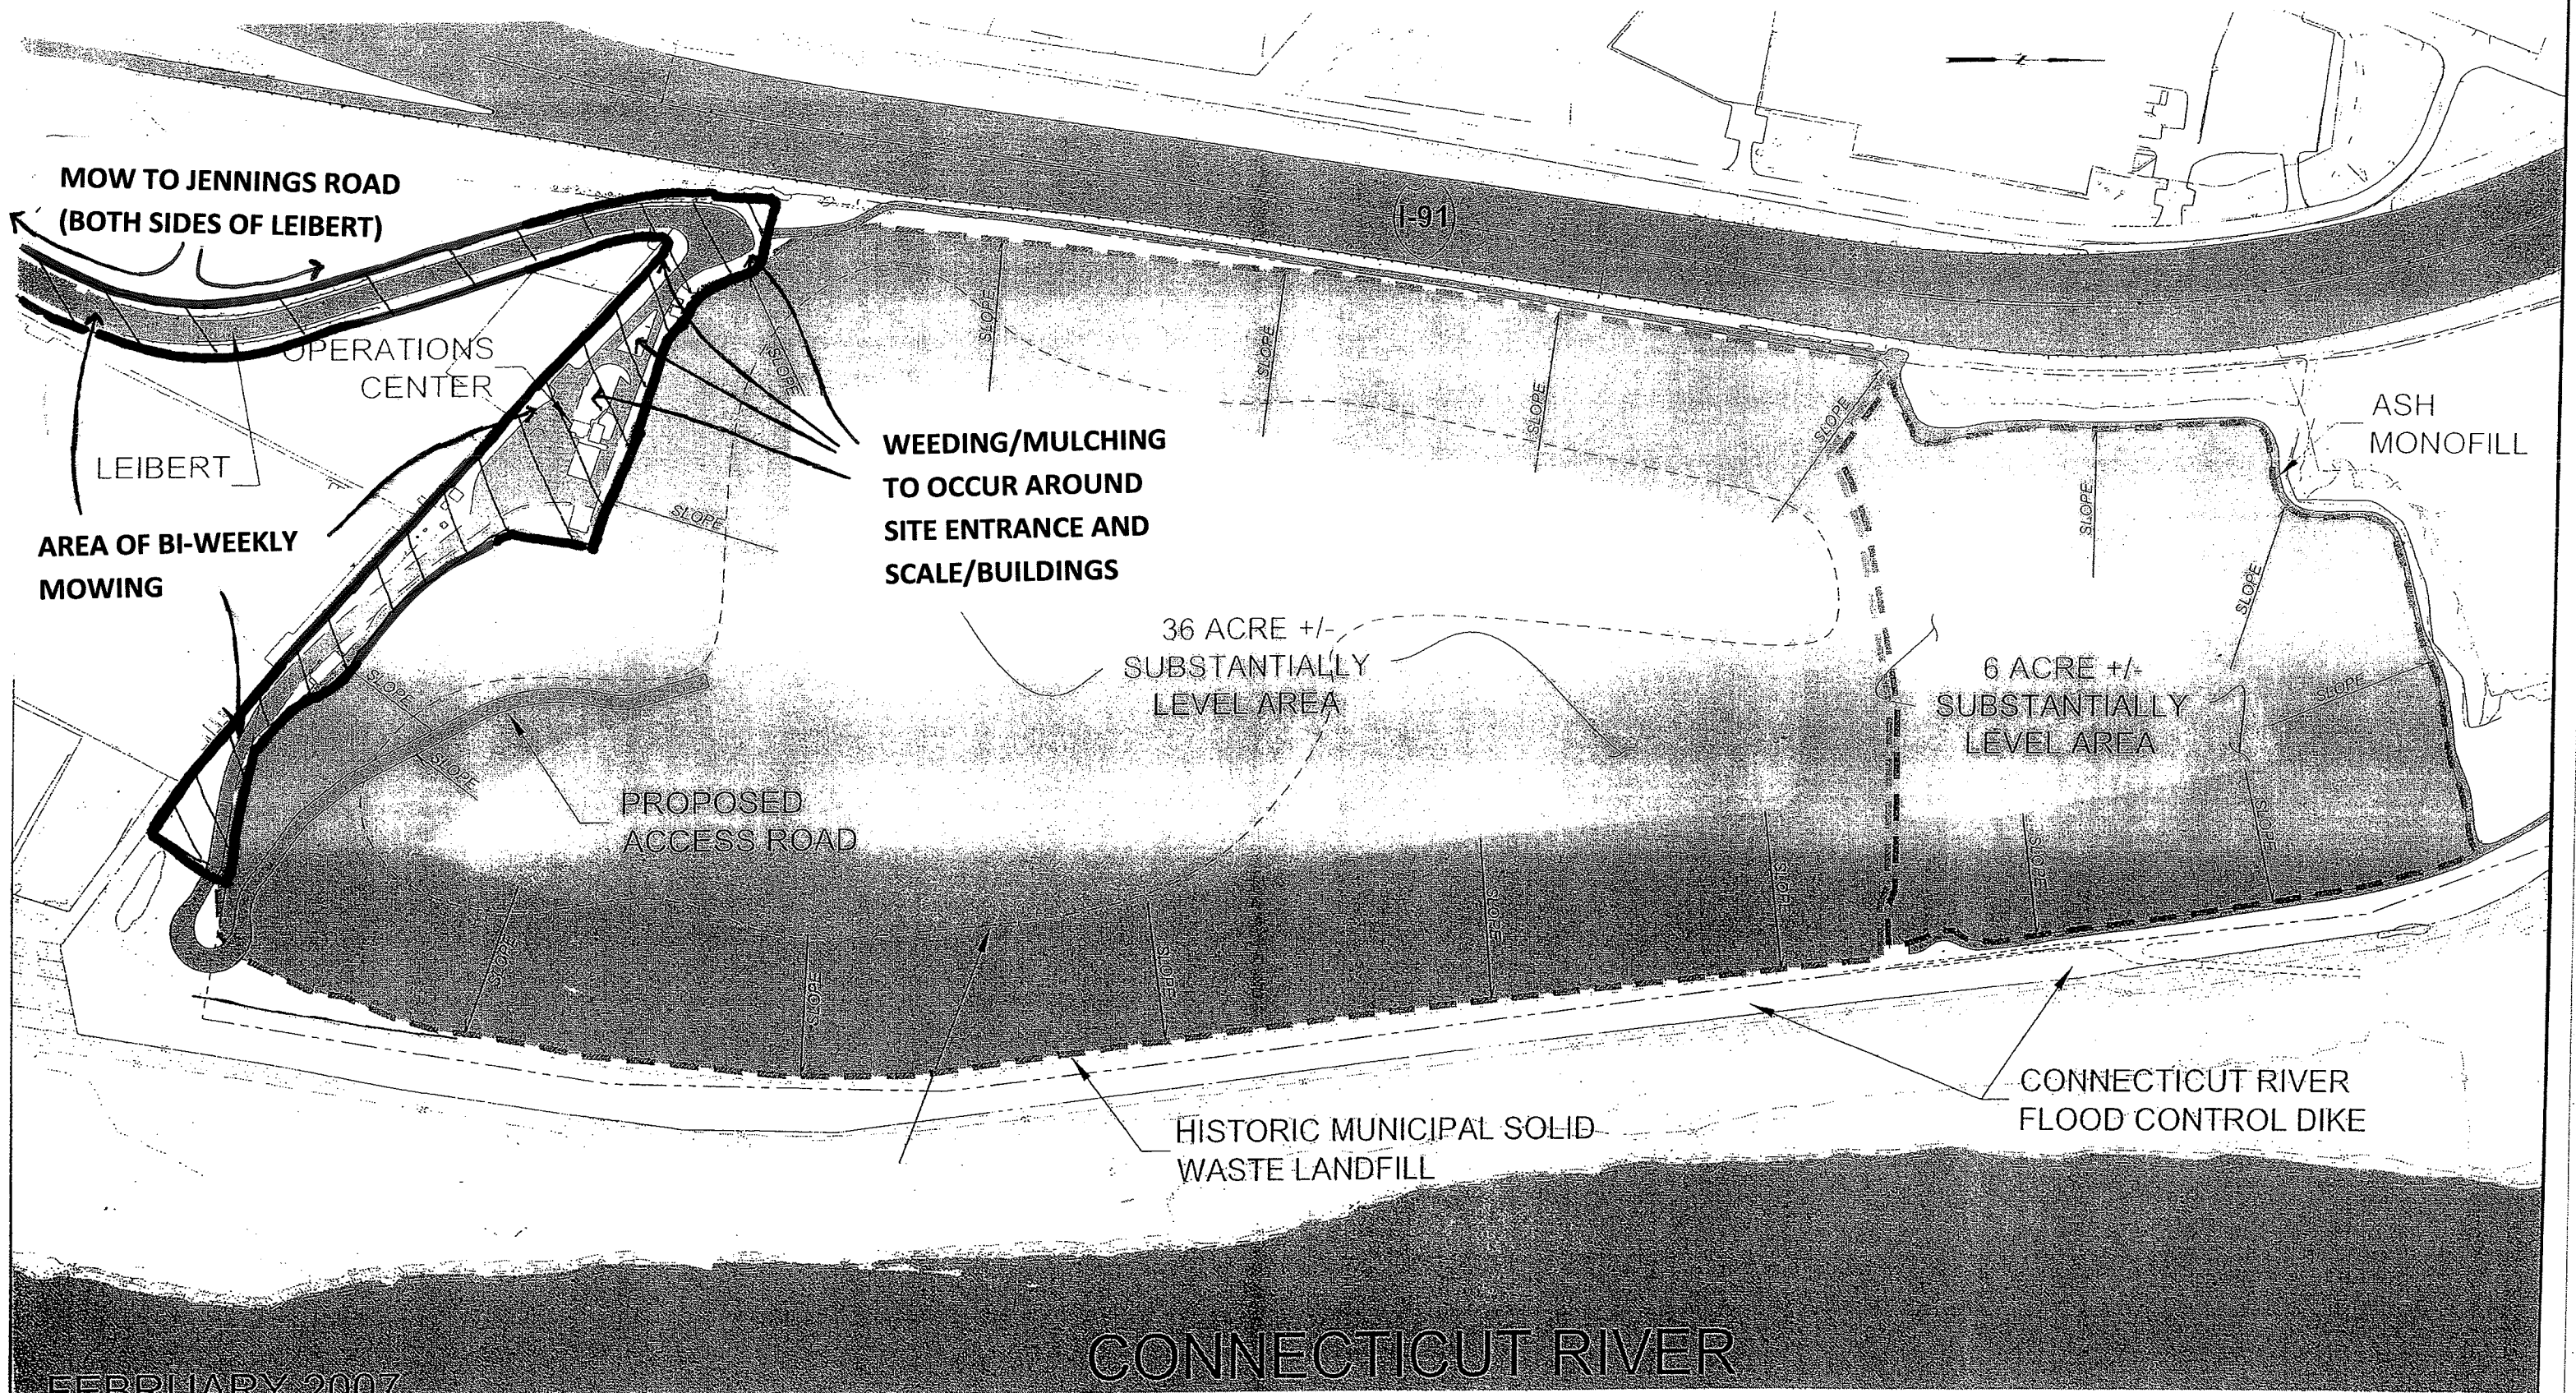 MOW TO JENNINGS ROAD
(BOTH SIDES OF LEIBERT)
I-91
OPERATIONS
CENTER
LEIBERT
AREA OF BI-WEEKLY
MOWING
WEEDING/MULCHING
TO OCCUR AROUND
SITE ENTRANCE AND
SCALE/BUILDINGS
ASH
MONOFILL
SLOPE
SLOPE
SLOPE
SLOPE
SLOPE
SLOPE
SLOPE
SLOPE
36 ACRE +/-
SUBSTANTIALLY
LEVEL AREA
6 ACRE +/-
SUBSTANTIALLY
LEVEL AREA
SLOPE
SLOPE
SLOPE
PROPOSED
ACCESS ROAD
SLOPE
SLOPE
SLOPE
SLOPE
SLOPE
SLOPE
SLOPE
HISTORIC MUNICIPAL SOLID
WASTE LANDFILL
CONNECTICUT RIVER
FLOOD CONTROL DIKE
CONNECTICUT RIVER
FEBRUARY 2007